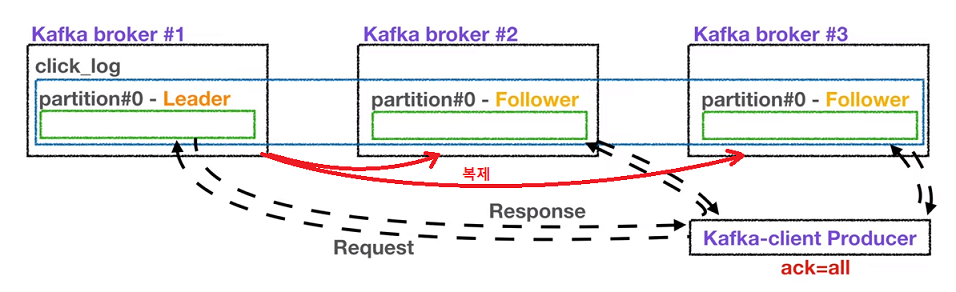 Kafka broker #1
Kafka broker #2
Kafka broker #3
click_log
partition#0 - Leader
partition#0 - Follower
partition#0 - Follower
복제
Response
Request
Kafka-client Producer
ack=all